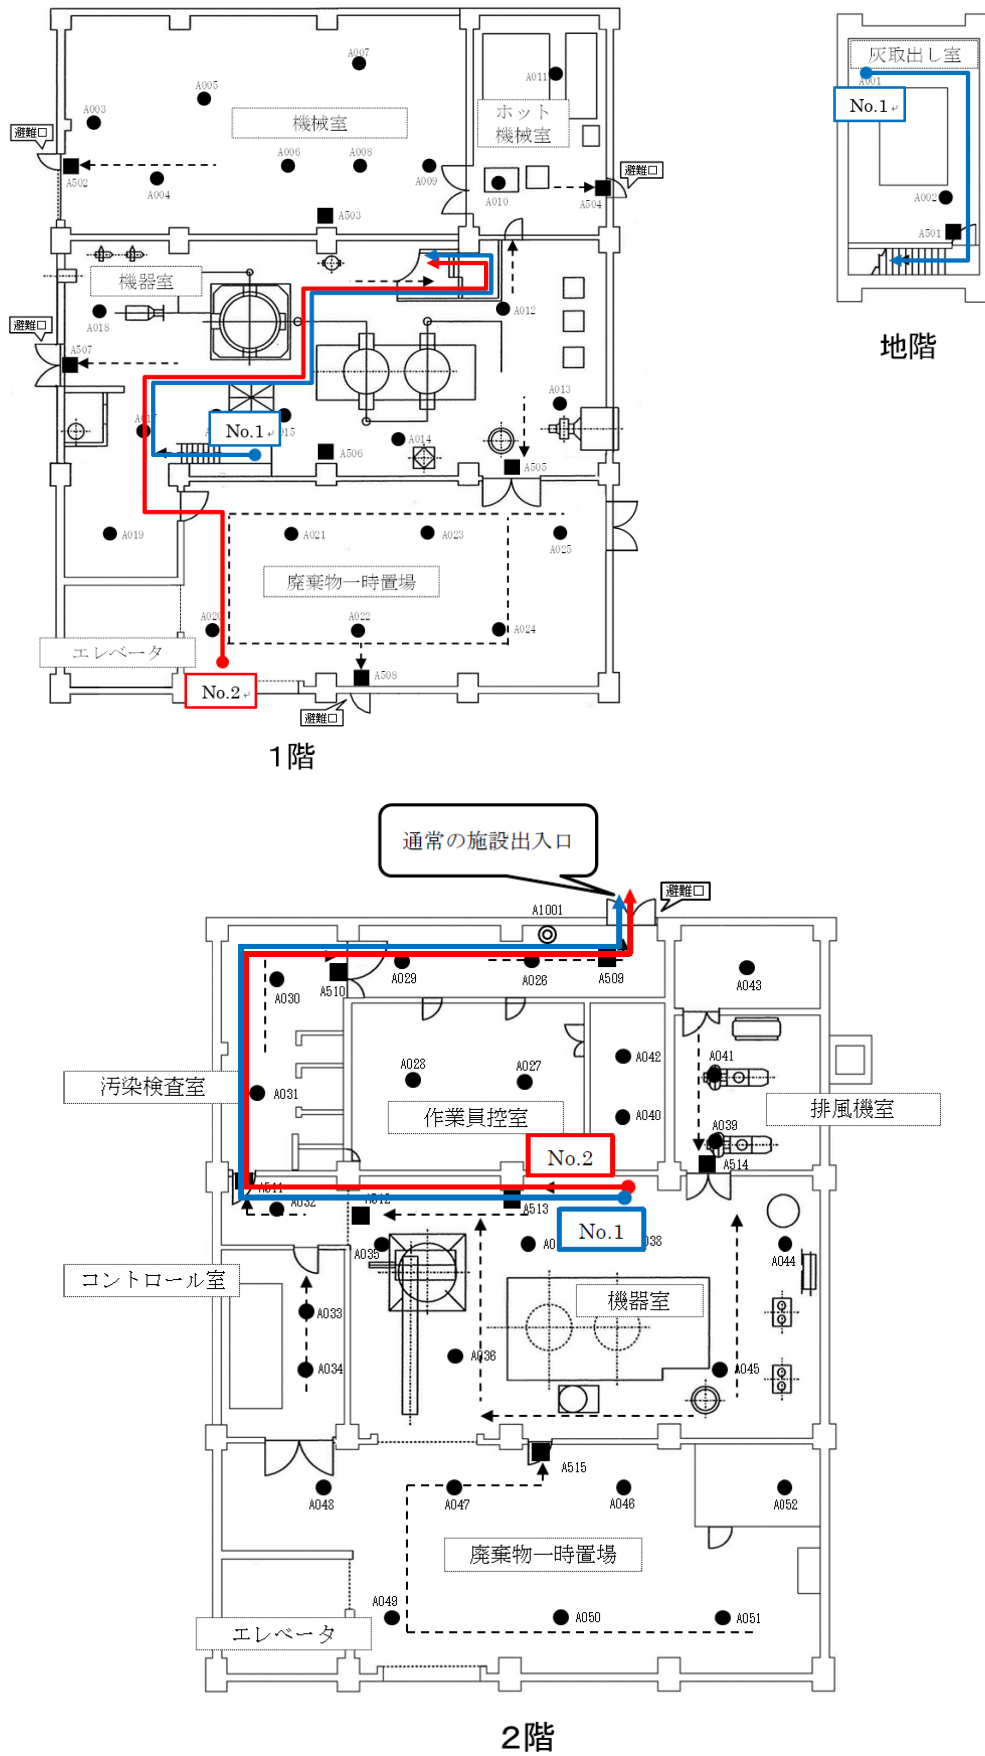 A007
A011
A005
A003
機械室
ホット
機械室
避難口
A502
A004
A006
A008
A009
A010
避難口
A504
A503
灰取出し室
A001
No.1
A002
A501
地階
機器室
A018
A012
避難口
A507
A013
A017
No.1
A015
A014
A506
A505
A019
A021
A023
A025
廃棄物一時置場
A020
A022
A024
エレベータ
No.2
A508
避難口
1階
通常の施設出入口
避難口
A1001
A510
A029
A026
A509
A043
A030
A042
A041
A028
A027
汚染検査室
A031
作業員控室
A040
排風機室
A039
No.2
A514
A511
A032
A512
A513
No.1
A035
A038
A044
コントロール室
機器室
A033
A034
A036
A045
A515
A048
A047
A046
A052
廃棄物一時置場
A049
A050
A051
エレベータ
2階